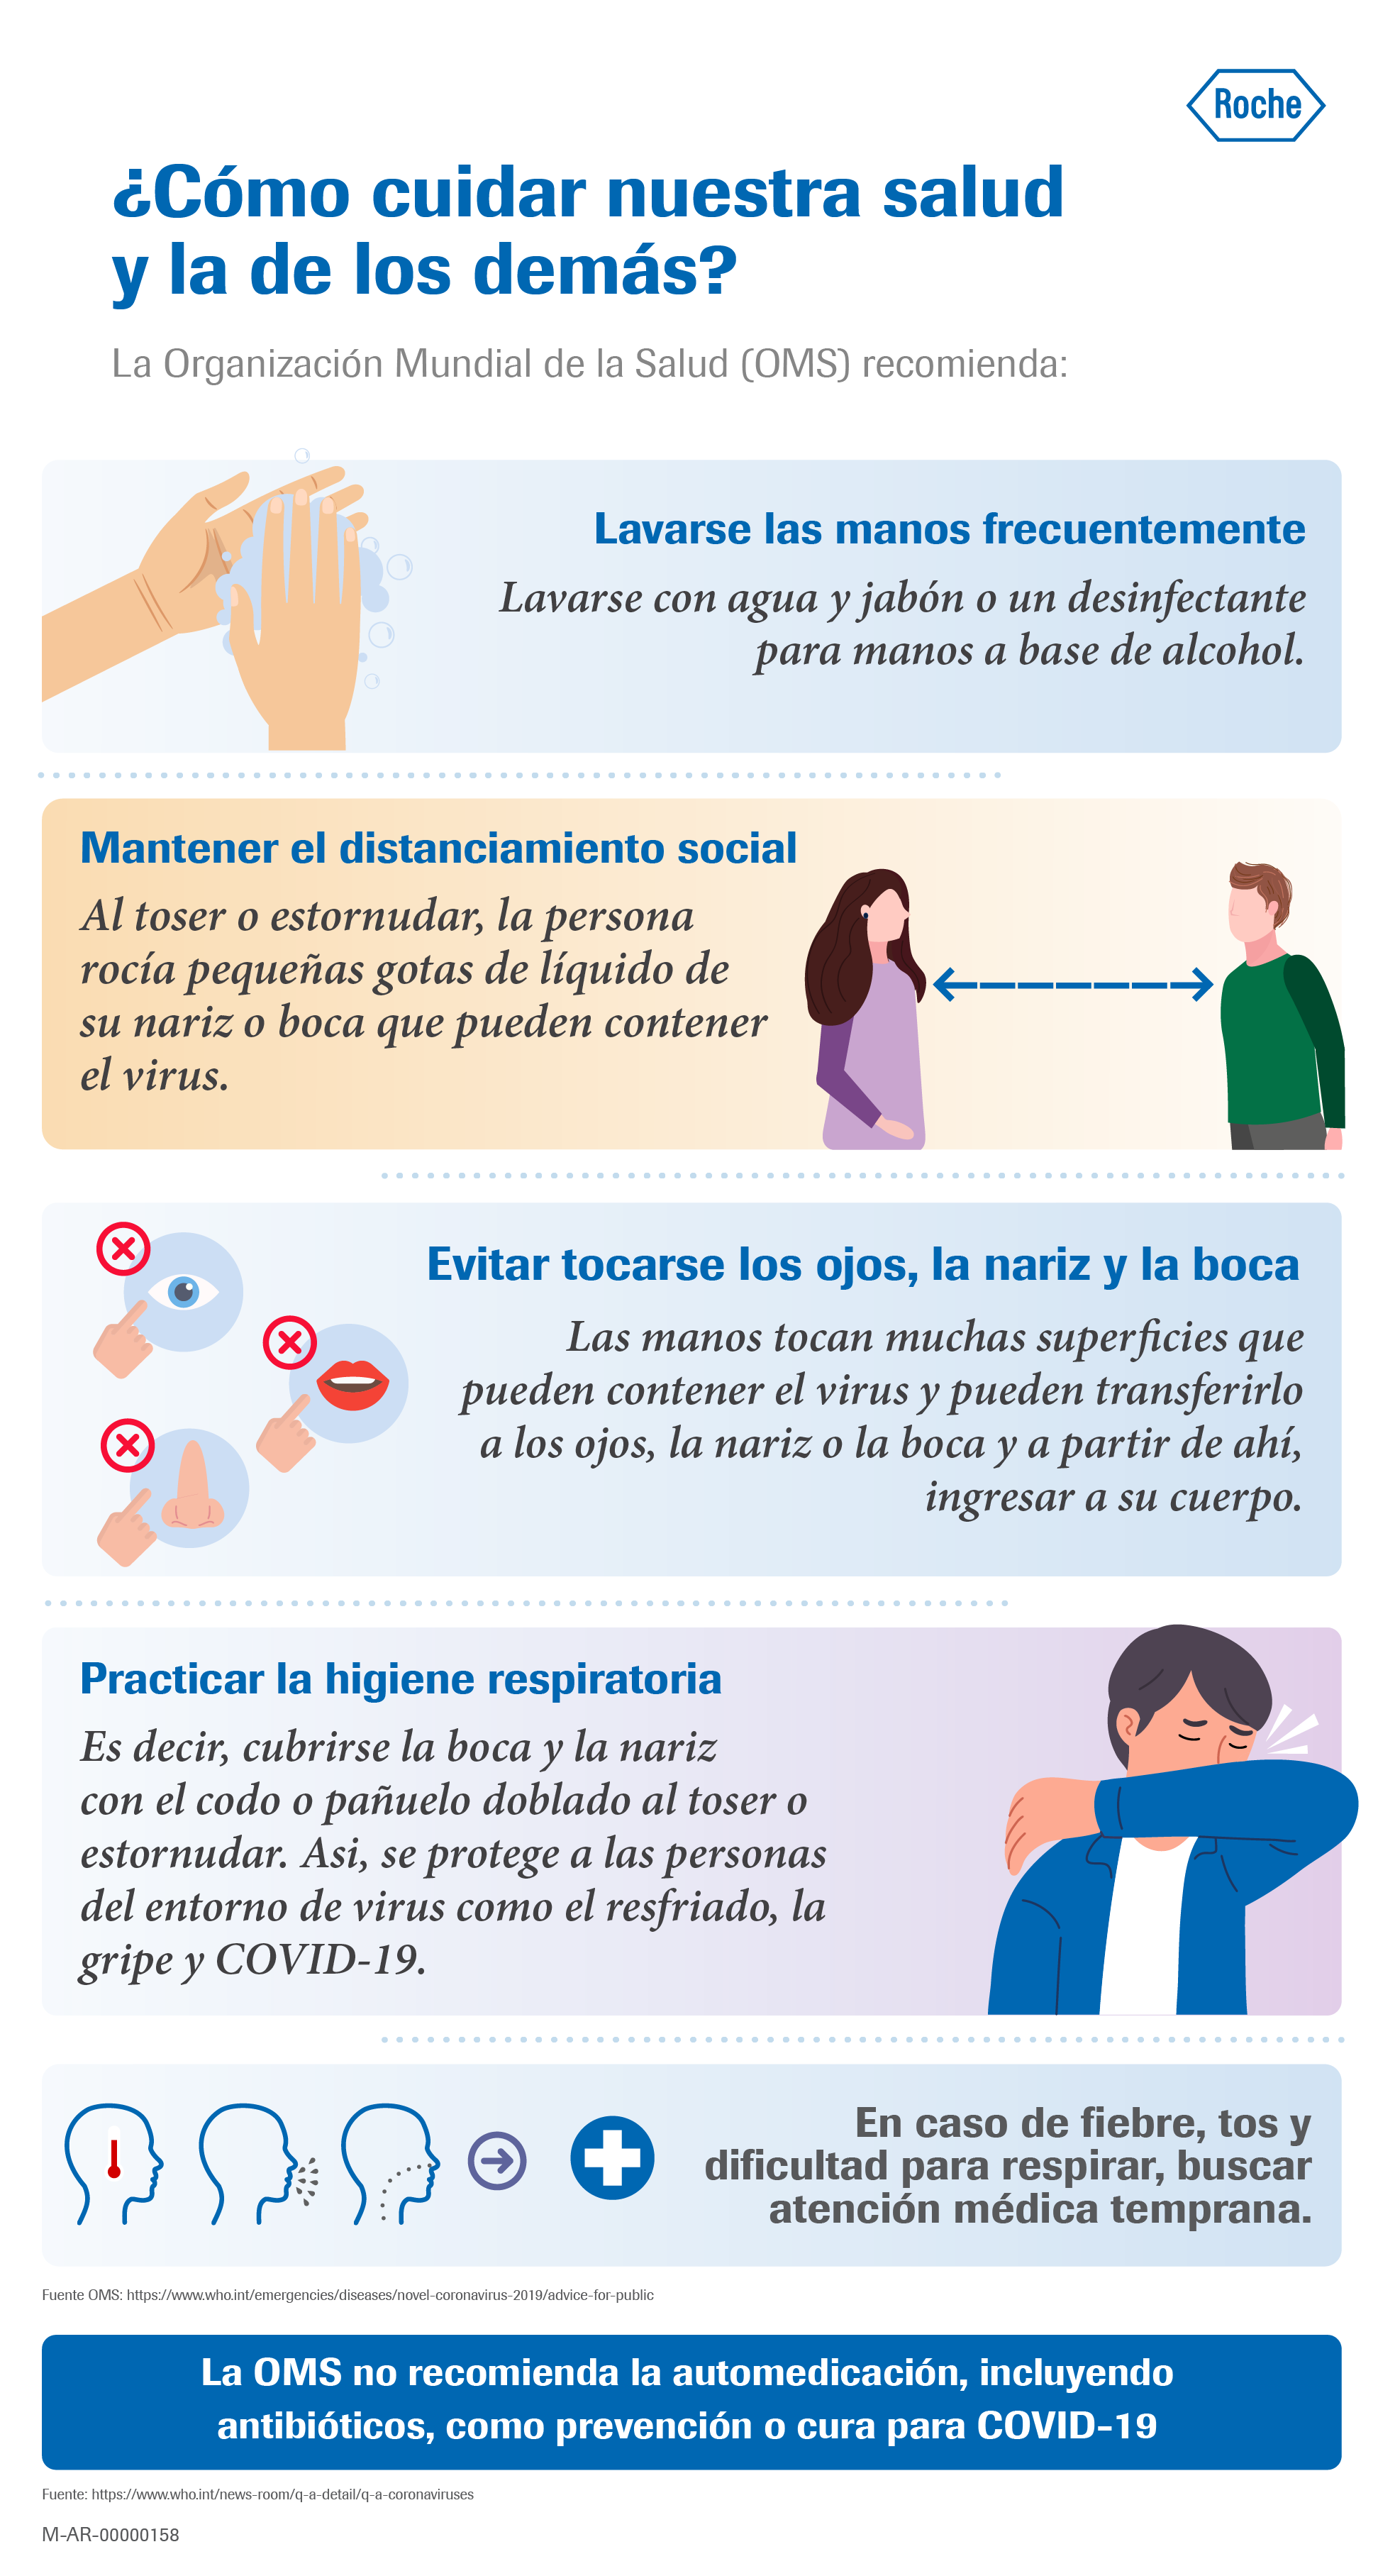 Roche
¿Cómo cuidar nuestra salud
y la de los demás?
La Organización Mundial de la Salud (OMS) recomienda:
Lavarse las manos frecuentemente
Lavarse con agua y jabón o un desinfectante
para manos a base de alcohol.
Mantener el distanciamiento social
Al toser o estornudar, la persona
rocía pequeñas gotas de líquido de
su nariz o boca que pueden contener
el virus.
Evitar tocarse los ojos, la nariz y la boca
Las manos tocan muchas superficies que
pueden contener el virus y pueden transferirlo
a los ojos, la nariz o la boca y a partir de ahí,
ingresar a su cuerpo.
Practicar la higiene respiratoria
Es decir, cubrirse la boca y la nariz
con el codo o pañuelo doblado al toser o
estornudar. Asi, se protege a las personas
del entorno de virus como el resfriado, la
gripe y COVID-19.
En caso de fiebre, tos y
dificultad para respirar, buscar
atención médica temprana.
Fuente OMS: https://www.who.int/emergencies/diseases/novel-coronavirus-2019/advice-for-public
La OMS no recomienda la automedicación, incluyendo
antibióticos, como prevención o cura para COVID-19
Fuente: https://www.who.int/news-room/q-a-detail/q-a-coronaviruses
M-AR-00000158